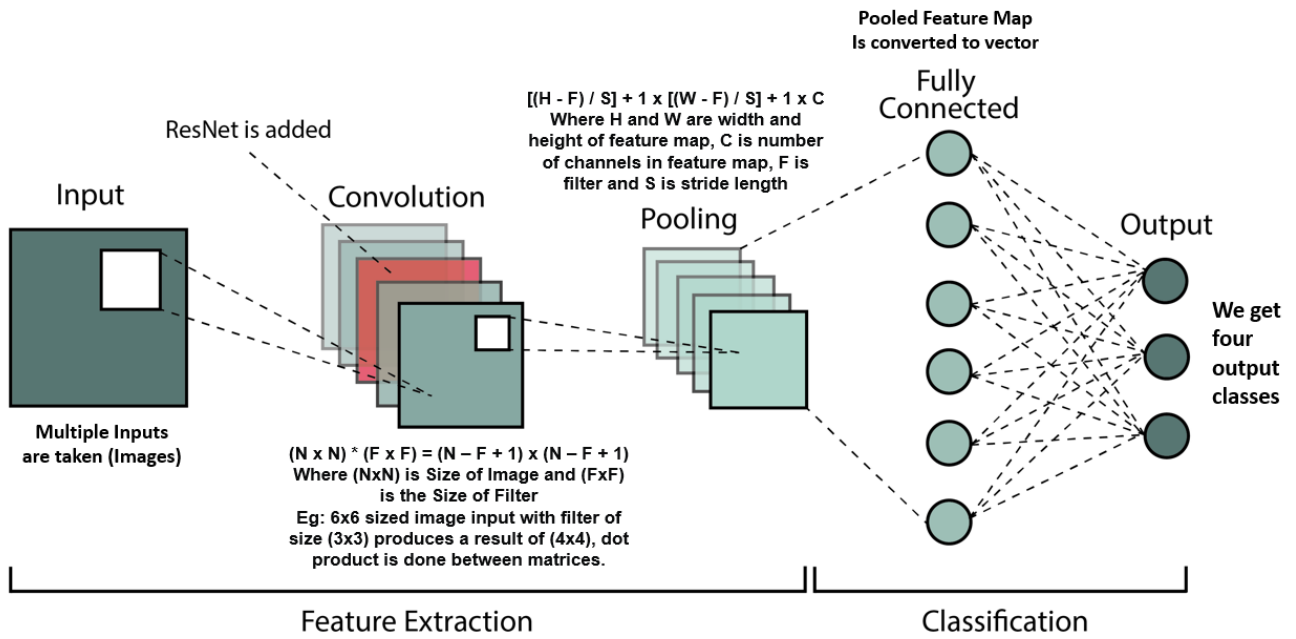 Pooled Feature Map
Is converted to vector
Fully
Connected
[(H - F) / S] + 1 x [(W - F) / S] + 1 x C
Where H and W are width and
height of feature map, C is number
of channels in feature map, F is
filter and S is stride length
ResNet is added
Input
Convolution
Pooling
Output
We get
four
output
classes
Multiple Inputs
are taken (Images)
(N x N) * (F x F) = (N – F + 1) x (N – F + 1)
Where (NxN) is Size of Image and (FxF)
is the Size of Filter
Eg: 6x6 sized image input with filter of
size (3x3) produces a result of (4x4), dot
product is done between matrices.
Feature Extraction
Classification